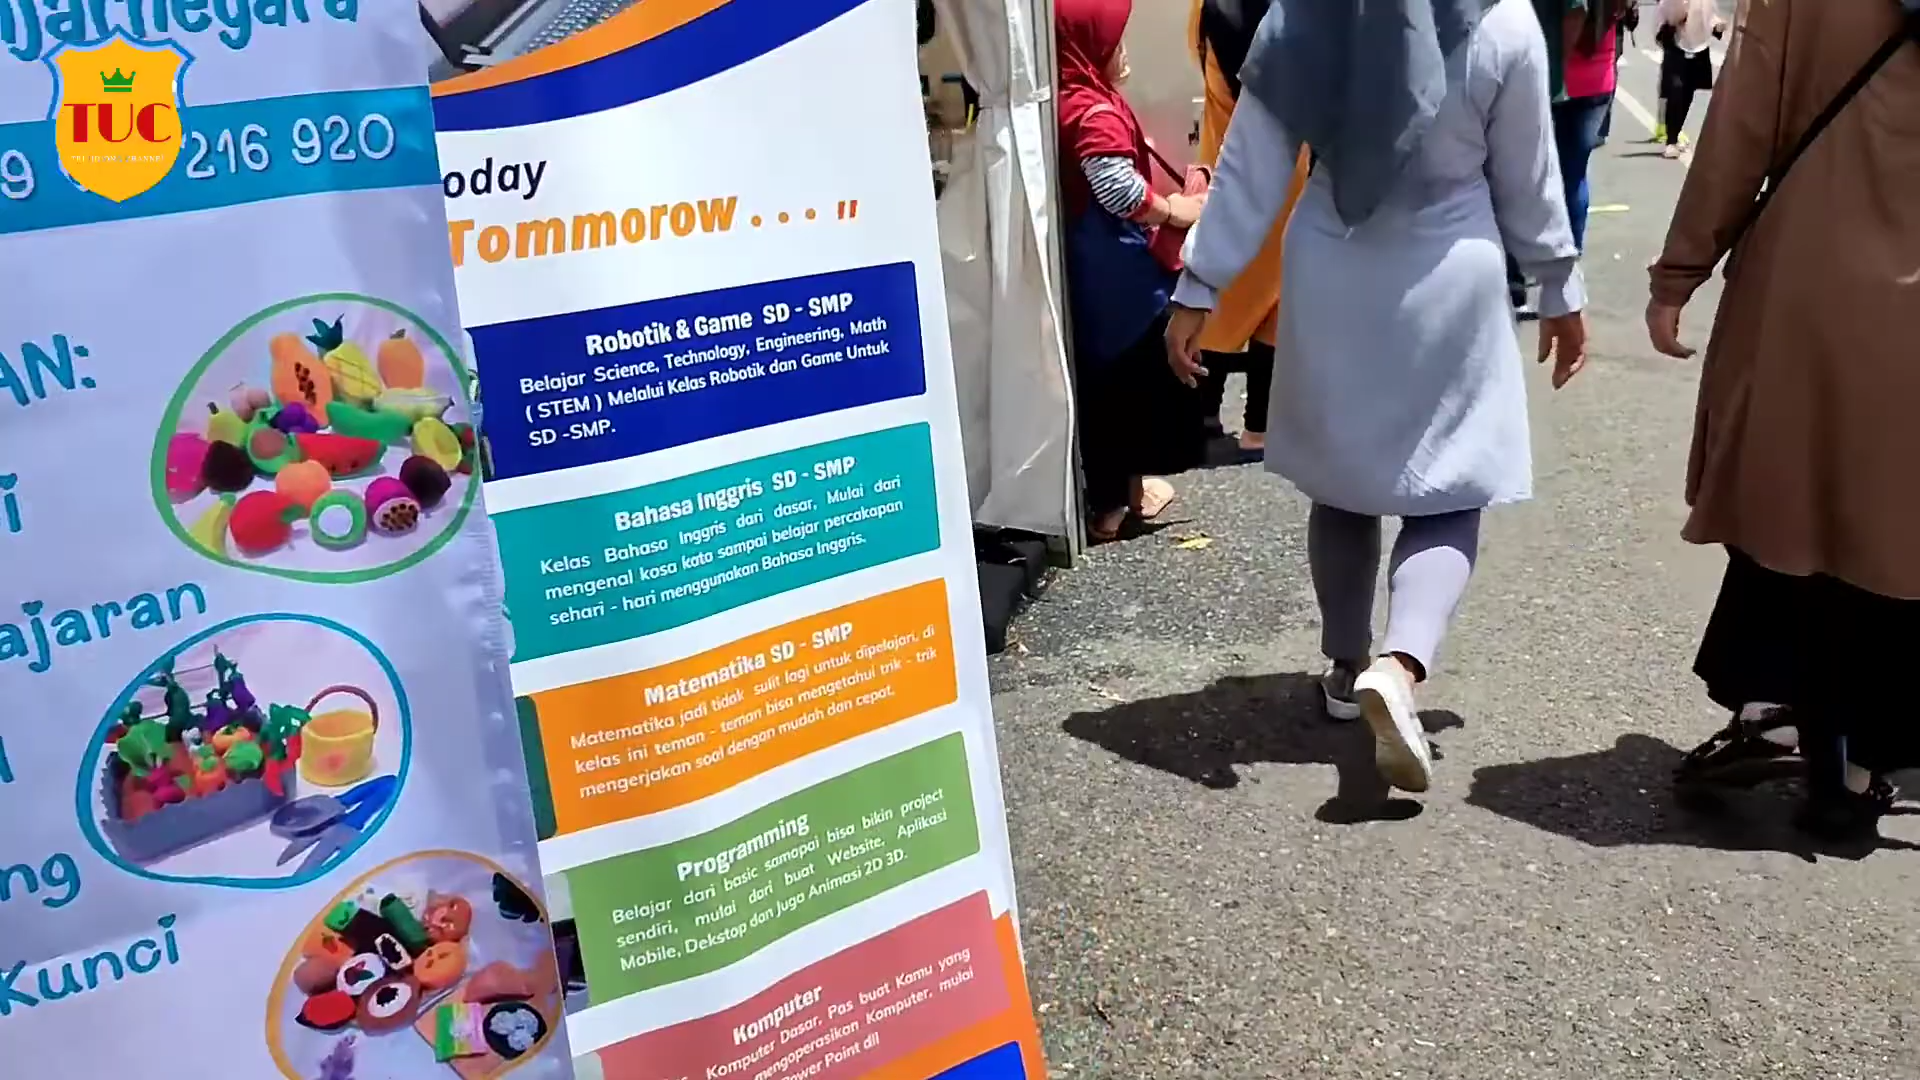 TUC
216 920
AN:
ajaran
ng
Kunci
oday
Tommorow . . . "
Robotik & Game SD - SMP
Belajar Science, Technology, Engineering, Math
( STEM ) Melalui Kelas Robotik dan Game Untuk
SD -SMP.
Bahasa Inggris SD - SMP
Kelas Bahasa Inggris dari dasar, Mulai dari
mengenal kosa kata sampai belajar percakapan
sehari - hari menggunakan Bahasa Inggris.
Matematika SD - SMP
Matematika jadi tidak sulit lagi untuk dipelajari, di
kelas ini teman - teman bisa mengetahui trik - trik
mengerjakan soal dengan mudah dan cepat.
Programming
Belajar dari basic samapai bisa bikin project
sendiri, mulai dari buat Website, Aplikasi
Mobile, Dekstop dan Juga Animasi 2D 3D.
Komputer
Komputer Dasar, Pas buat Kamu yang
mengoperasikan Komputer, mulai
Power Point dll